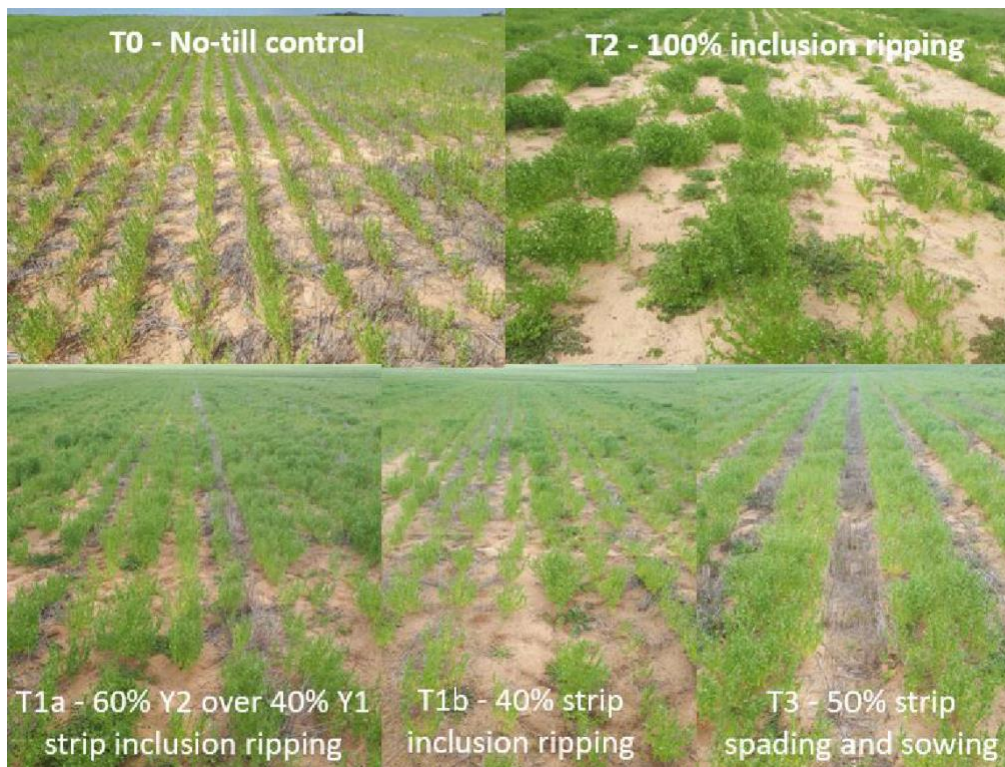 T0 - No-till control
T2 - 100% inclusion ripping
T1a - 60% Y2 over 40% Y1
strip inclusion ripping
T1b - 40% strip
inclusion ripping
T3 - 50% strip
spading and sowing